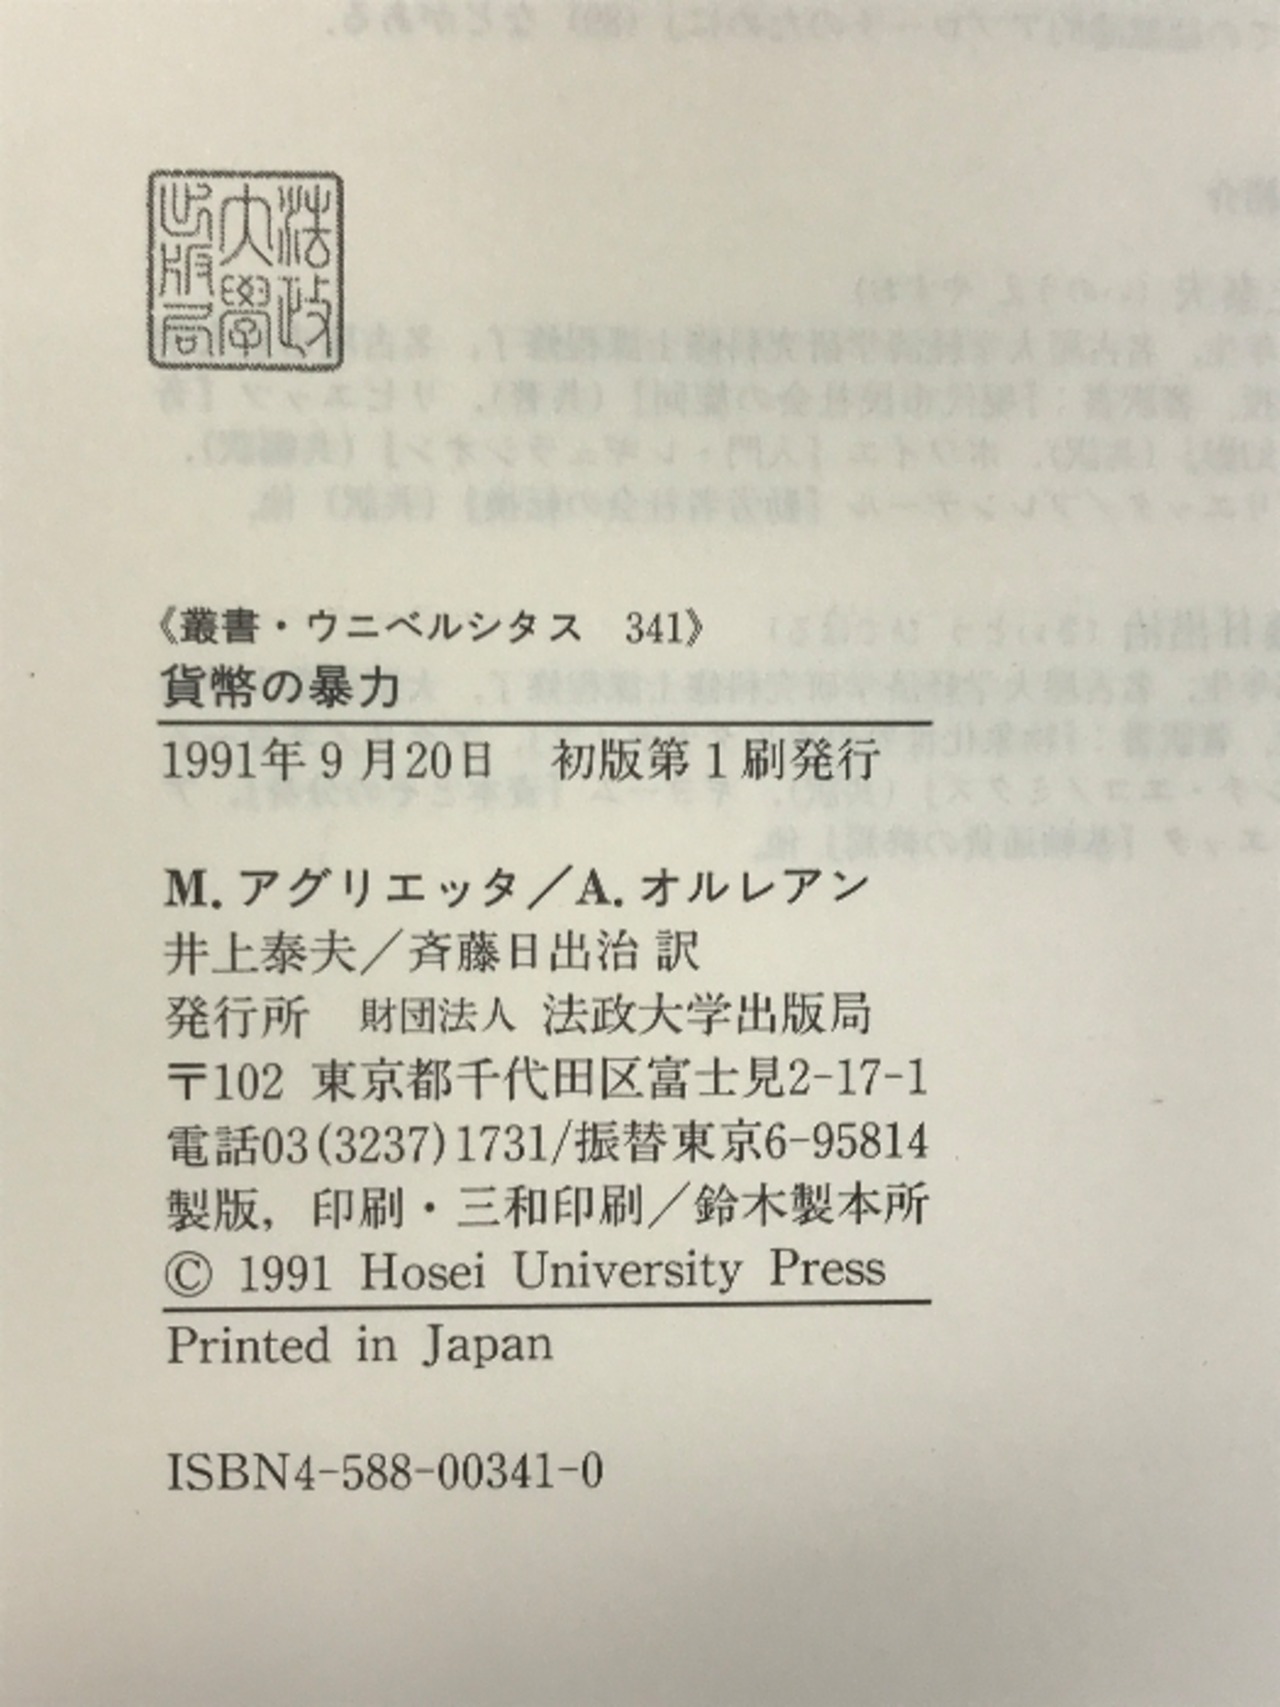 法政
大學
出版局
《叢書・ウニベルシタス　341》
貨幣の暴力
1991年9月20日　初版第1刷発行
M. アグリエッタ／A. オルレアン
井上泰夫／斉藤日出治 訳
発行所　財団法人 法政大学出版局
〒102 東京都千代田区富士見2-17-1
電話03(3237)1731/振替東京6-95814
製版，印刷・三和印刷／鈴木製本所
© 1991 Hosei University Press
Printed in Japan
ISBN4-588-00341-0